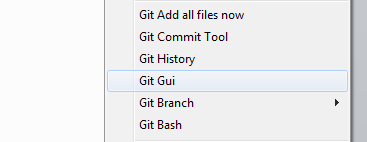 Git Add all files now
Git Commit Tool
Git History
Git Gui
Git Branch
Git Bash